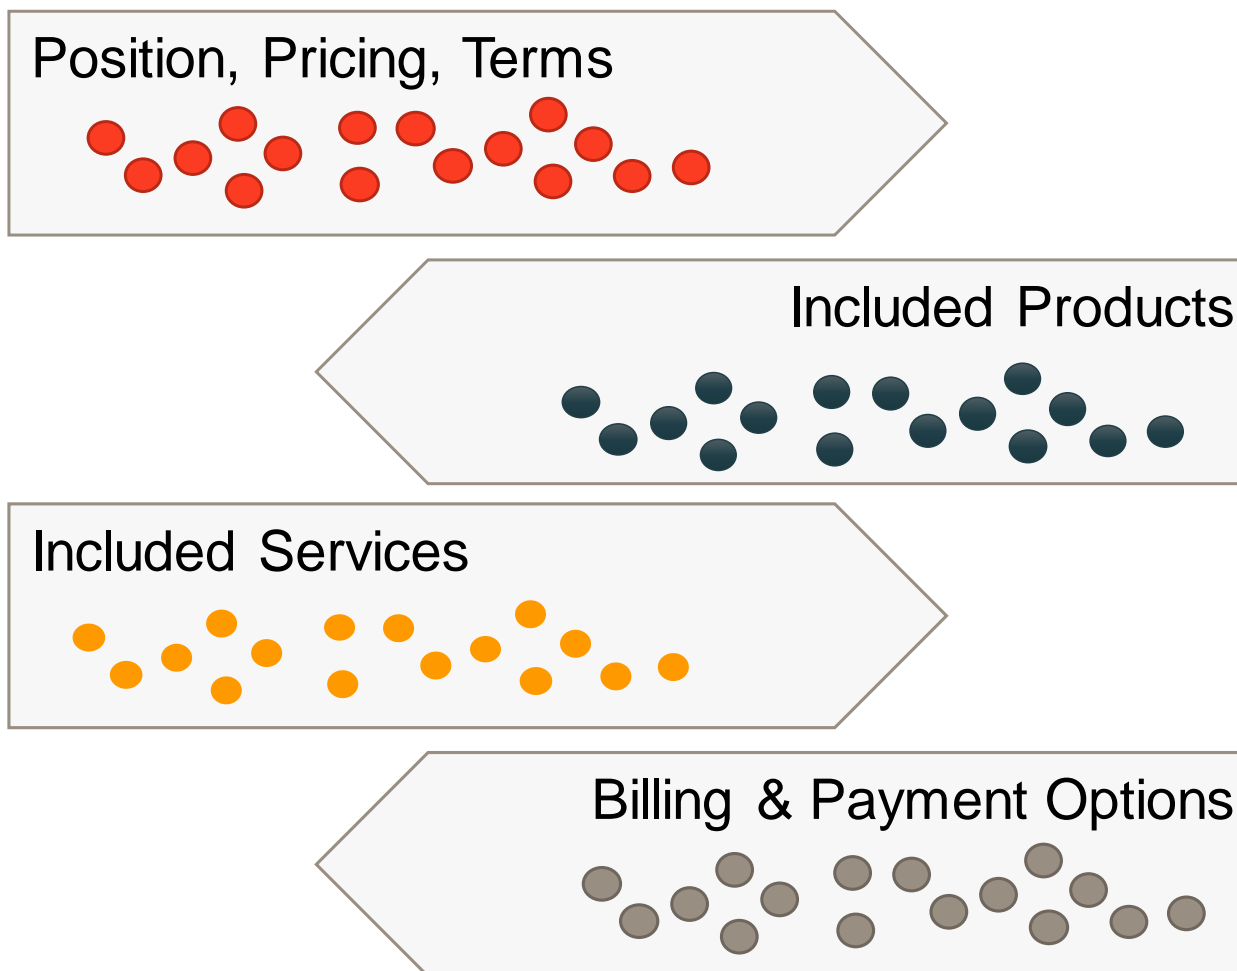 Position, Pricing, Terms
Included Products
Included Services
Billing & Payment Options